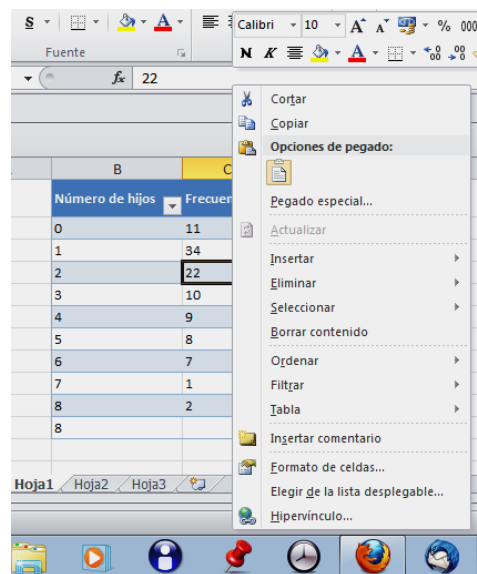 S A Calibri 10 A A % 000
Fuente N K A
fx 22
Cortar
Copiar
Opciones de pegado:
Pegado especial...
Actualizar
Insertar
Eliminar
Seleccionar
Borrar contenido
Ordenar
Filtrar
Tabla
Insertar comentario
Formato de celdas...
Elegir de la lista desplegable...
Hipervínculo...
B C
Número de hijos Frecuen
0 11
1 34
2 22
3 10
4 9
5 8
6 7
7 1
8 2
8
Hoja1 Hoja2 Hoja3